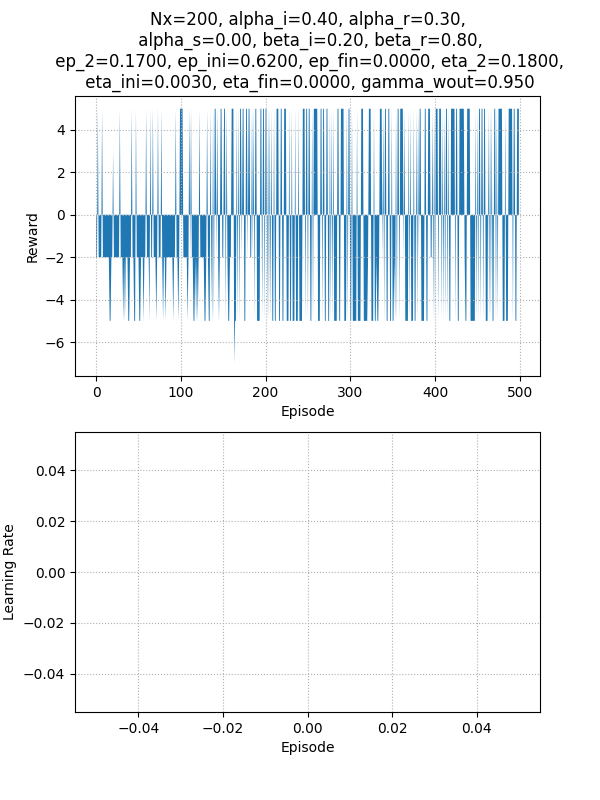 Nx=200, alpha_i=0.40, alpha_r=0.30,
alpha_s=0.00, beta_i=0.20, beta_r=0.80,
ep_2=0.1700, ep_ini=0.6200, ep_fin=0.0000, eta_2=0.1800,
eta_ini=0.0030, eta_fin=0.0000, gamma_wout=0.950
4
2
0
−2
−4
−6
Reward
0 100 200 300 400 500
Episode
0.04
0.02
0.00
−0.02
−0.04
Learning Rate
−0.04 −0.02 0.00 0.02 0.04
Episode